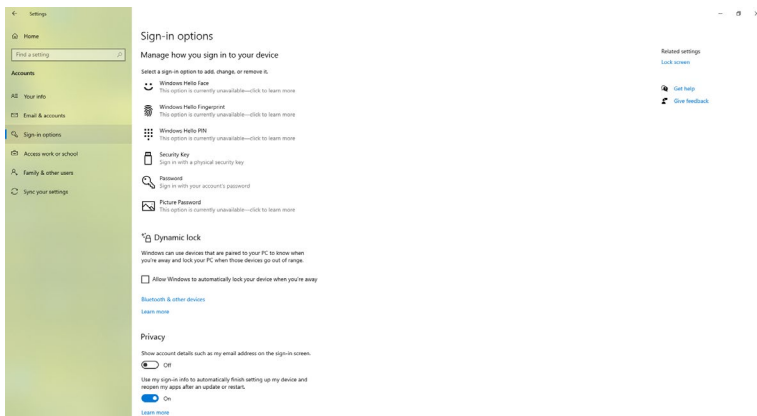 Settings
Home
Find a setting
Accounts
Your info
Email & accounts
Sign-in options
Access work or school
Family & other users
Sync your settings
Sign-in options
Manage how you sign in to your device
Select a sign-in option to add, change, or remove it.
Windows Hello Face
This option is currently unavailable—click to learn more
Windows Hello Fingerprint
This option is currently unavailable—click to learn more
Windows Hello PIN
This option is currently unavailable—click to learn more
Security Key
Sign in with a physical security key
Password
Sign in with your account's password
Picture Password
This option is currently unavailable—click to learn more
Dynamic lock
Windows can use devices that are paired to your PC to know when
you're away and lock your PC when those devices go out of range.
Allow Windows to automatically lock your device when you're away
Bluetooth & other devices
Learn more
Privacy
Show account details such as my email address on the sign-in screen.
Off
Use my sign-in info to automatically finish setting up my device and
reopen my apps after an update or restart.
On
Learn more
Related settings
Lock screen
Get help
Give feedback